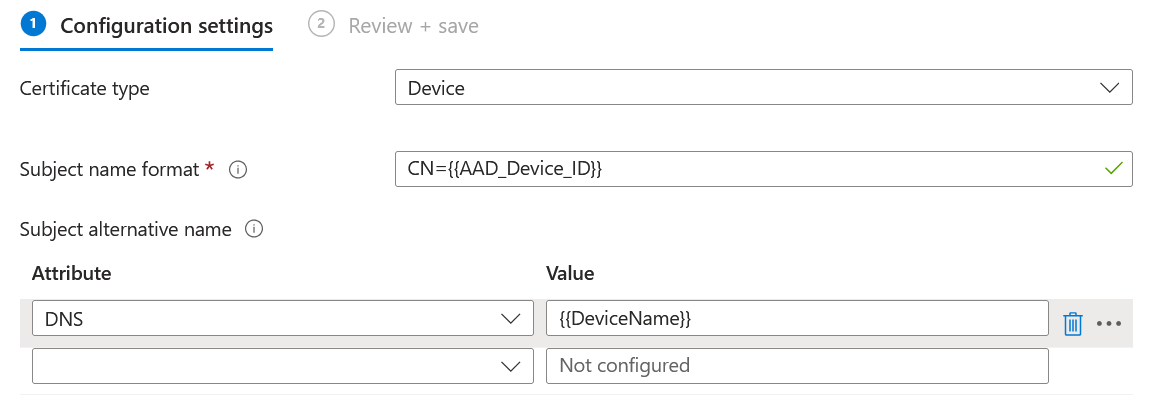 1 Configuration settings 2 Review + save
Certificate type Device
Subject name format * CN={{AAD_Device_ID}}
Subject alternative name
Attribute Value
DNS {{DeviceName}}
Not configured